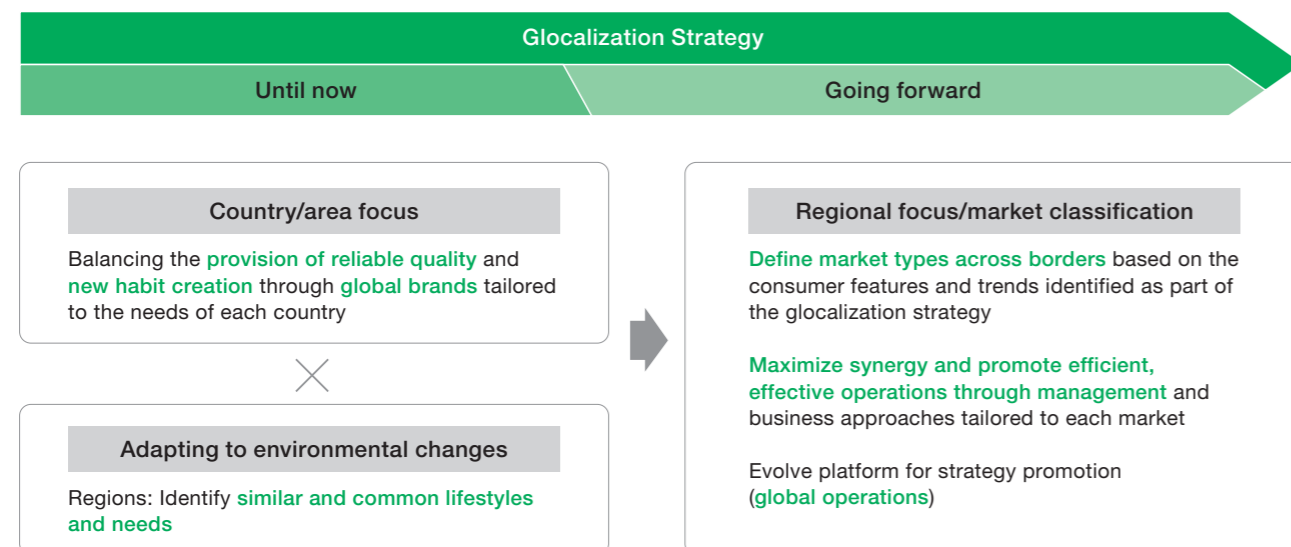 Glocalization Strategy
Until now
Going forward
Country/area focus
Balancing the provision of reliable quality and
new habit creation through global brands tailored
to the needs of each country
Adapting to environmental changes
Regions: Identify similar and common lifestyles
and needs
Regional focus/market classification
Define market types across borders based on the
consumer features and trends identified as part of
the glocalization strategy
Maximize synergy and promote efficient,
effective operations through management and
business approaches tailored to each market
Evolve platform for strategy promotion
(global operations)